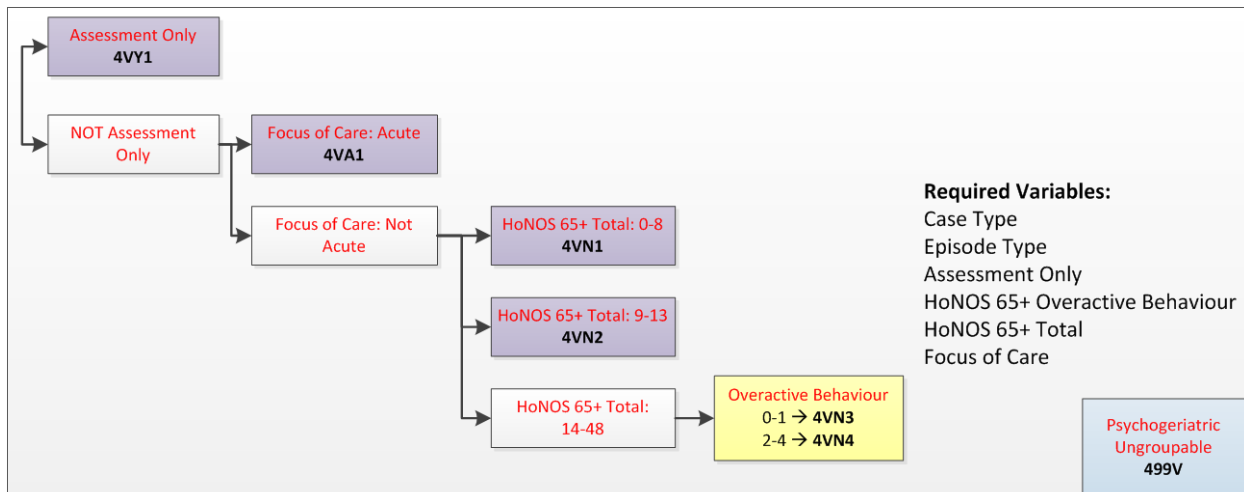 Assessment Only
4VY1
NOT Assessment
Only
Focus of Care: Acute
4VA1
Focus of Care: Not
Acute
HoNOS 65+ Total: 0-8
4VN1
HoNOS 65+ Total: 9-13
4VN2
HoNOS 65+ Total:
14-48
Overactive Behaviour
0-1 → 4VN3
2-4 → 4VN4
Required Variables:
Case Type
Episode Type
Assessment Only
HoNOS 65+ Overactive Behaviour
HoNOS 65+ Total
Focus of Care
Psychogeriatric
Ungroupable
499V